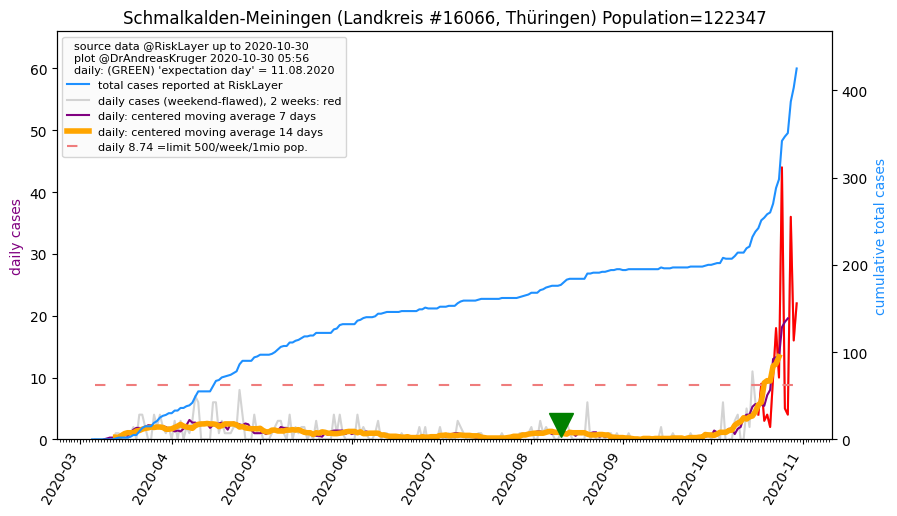 Schmalkalden-Meiningen (Landkreis #16066, Thüringen) Population=122347
source data @RiskLayer up to 2020-10-30
plot @DrAndreasKruger 2020-10-30 05:56
daily: (GREEN) 'expectation day' = 11.08.2020
total cases reported at RiskLayer
daily cases (weekend-flawed), 2 weeks: red
daily: centered moving average 7 days
daily: centered moving average 14 days
daily 8.74 =limit 500/week/1mio pop.
daily cases
60
50
40
30
20
10
0
cumulative total cases
400
300
200
100
0
2020-03
2020-04
2020-05
2020-06
2020-07
2020-08
2020-09
2020-10
2020-11